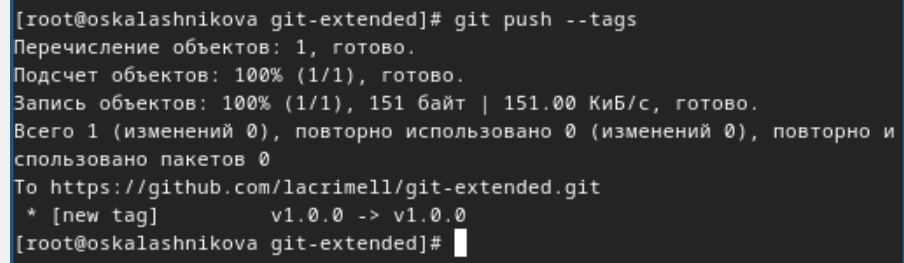 [root@oskalashnikova git-extended]# git push --tags
Перечисление объектов: 1, готово.
Подсчет объектов: 100% (1/1), готово.
Запись объектов: 100% (1/1), 151 байт | 151.00 КиБ/с, готово.
Всего 1 (изменений 0), повторно использовано 0 (изменений 0), повторно и
спользовано пакетов 0
To https://github.com/lacrimell/git-extended.git
 * [new tag]         v1.0.0 -> v1.0.0
[root@oskalashnikova git-extended]#